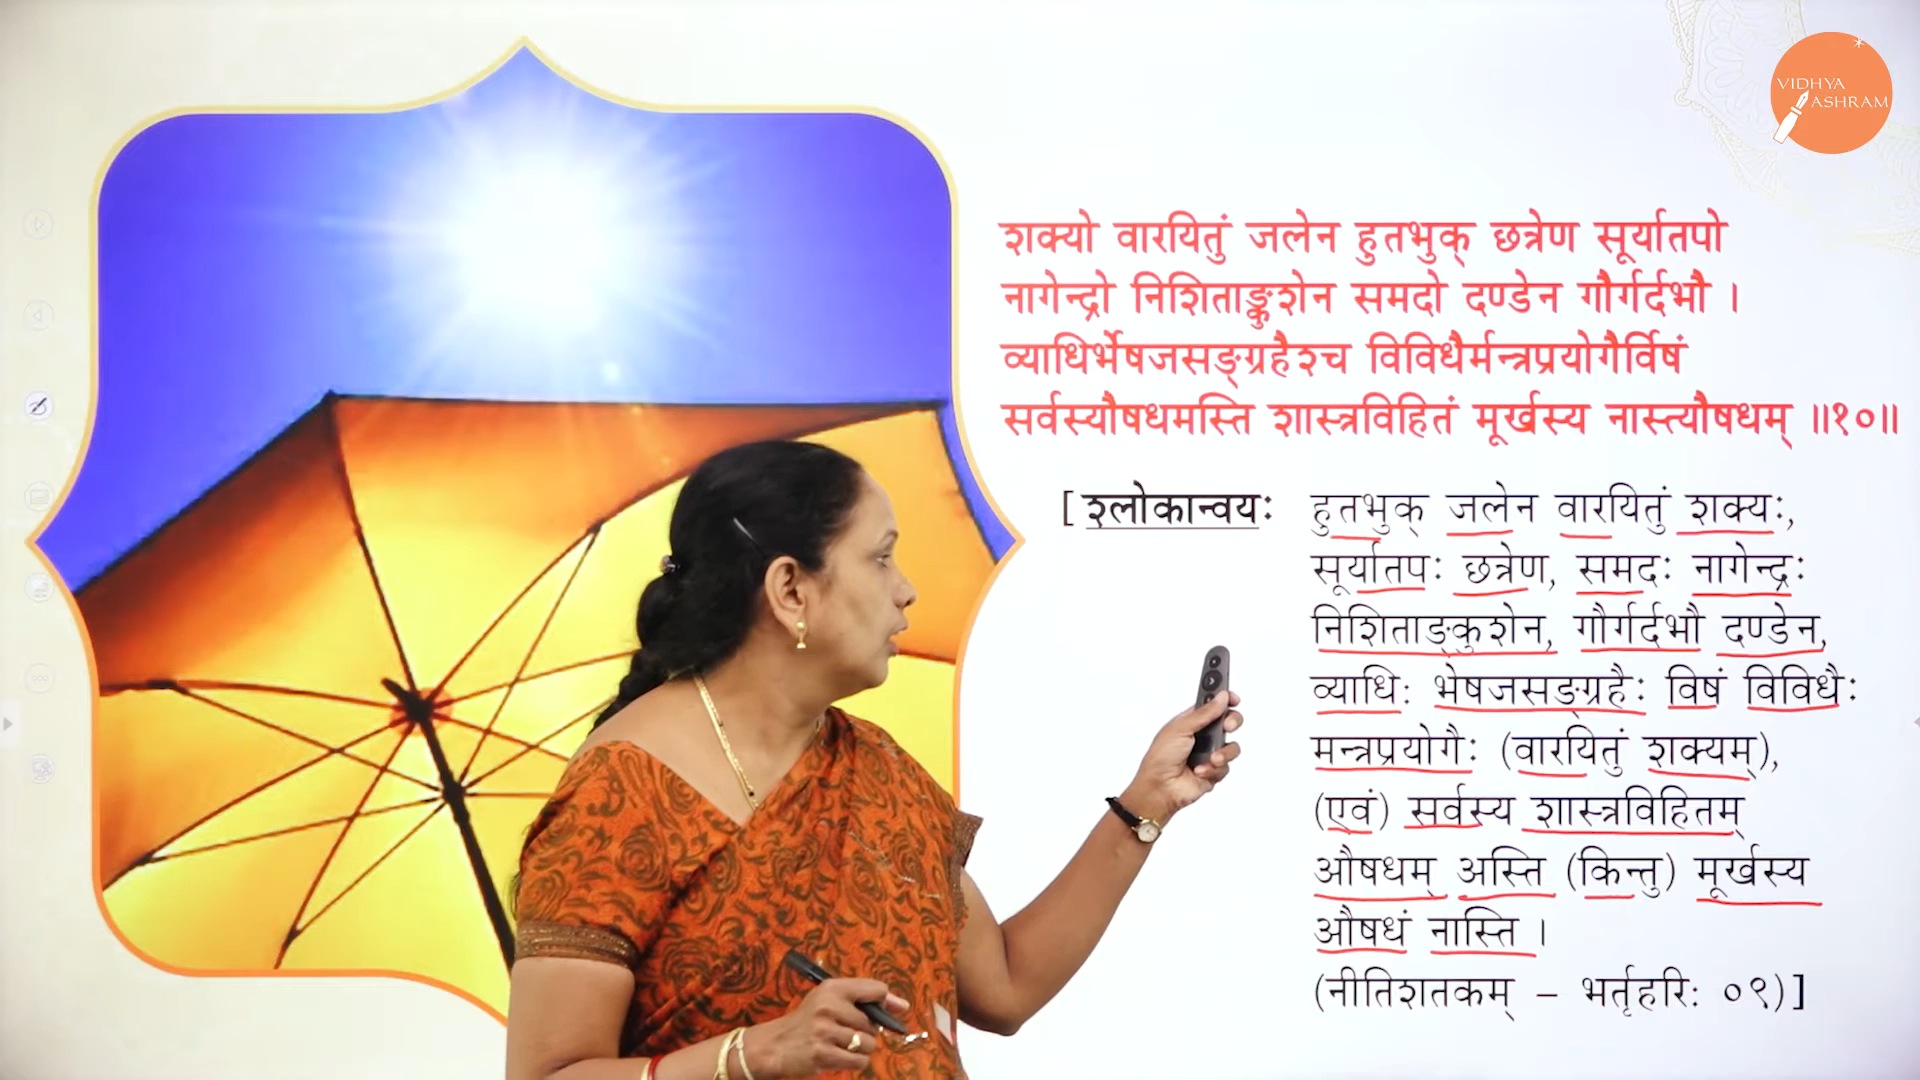 VIDHYA
ASHRAM
शक्यो वारयितुं जलेन हुतभुक् छत्रेण सूर्यातपो
नागेन्द्रो निशिताङ्कुशेन समदो दण्डेन गौर्गर्दभौ ।
व्याधिर्भेषजसङ्ग्रहैश्च विविधैर्मन्त्रप्रयोगैर्विषं
सर्वस्यौषधमस्ति शास्त्रविहितं मूर्खस्य नास्त्यौषधम् ॥१०॥
[ श्लोकान्वयः हुतभुक् जलेन वारयितुं शक्यः,
सूर्यातपः छत्रेण, समदः नागेन्द्रः
निशिताङ्कुशेन, गौर्गर्दभौ दण्डेन,
व्याधिः भेषजसङ्ग्रहैः विषं विविधैः
मन्त्रप्रयोगैः (वारयितुं शक्यम्),
(एवं) सर्वस्य शास्त्रविहितम्
औषधम् अस्ति (किन्तु) मूर्खस्य
औषधं नास्ति ।
(नीतिशतकम् – भर्तृहरिः ०९)]